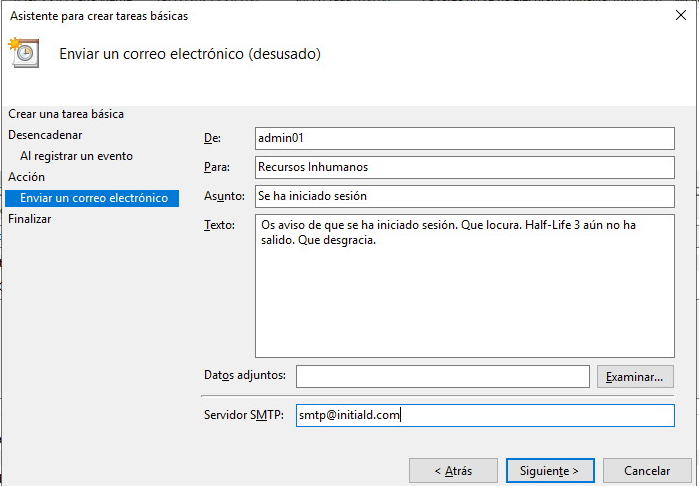 Asistente para crear tareas básicas
Enviar un correo electrónico (desusado)
Crear una tarea básica
Desencadenar
Al registrar un evento
Acción
Enviar un correo electrónico
Finalizar
De: admin01
Para: Recursos Inhumanos
Asunto: Se ha iniciado sesión
Texto: Os aviso de que se ha iniciado sesión. Que locura. Half-Life 3 aún no ha
salido. Que desgracia.
Datos adjuntos: Examinar...
Servidor SMTP: smtp@initiald.com
< Atrás Siguiente > Cancelar